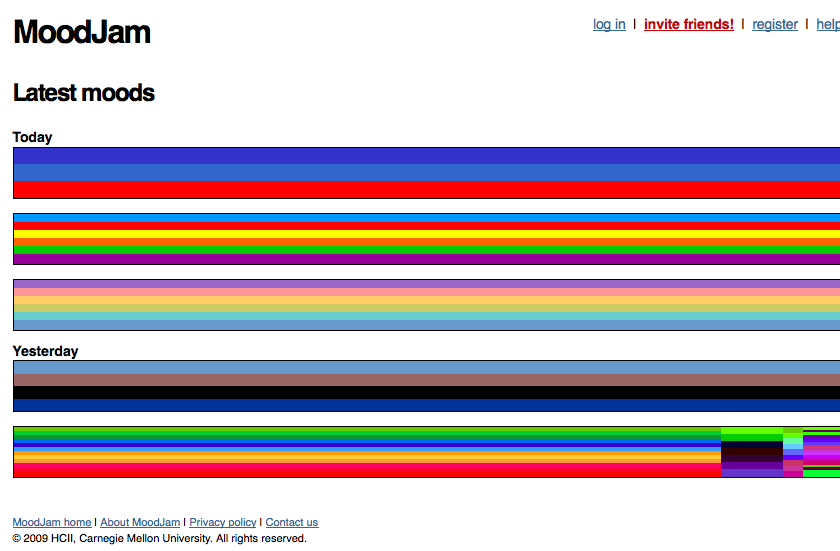 MoodJam
log in | invite friends! | register | help
Latest moods
Today
Yesterday
MoodJam home | About MoodJam | Privacy policy | Contact us
© 2009 HCII, Carnegie Mellon University. All rights reserved.